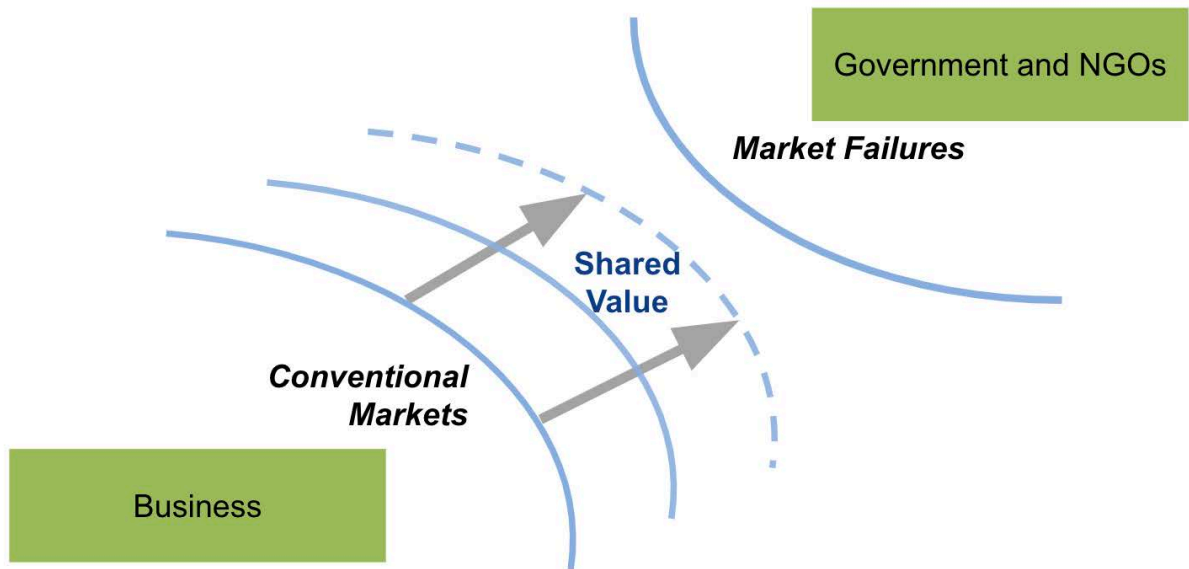 Government and NGOs
Market Failures
Shared
Value
Conventional
Markets
Business